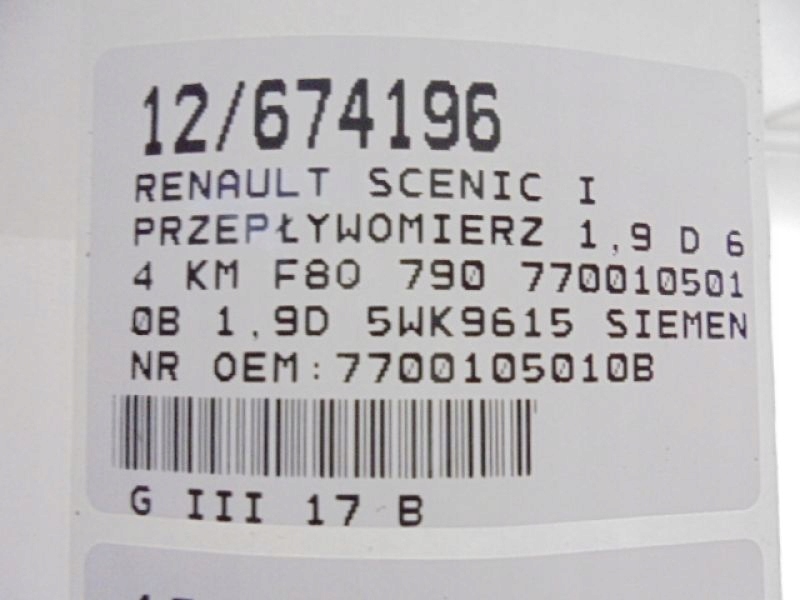 12/674196
RENAULT SCENIC I
PRZEPŁYWOMIERZ 1,9 D 6
4 KM F80 790 770010501
0B 1,9D 5WK9615 SIEMEN
NR OEM:7700105010B
G III 17 B